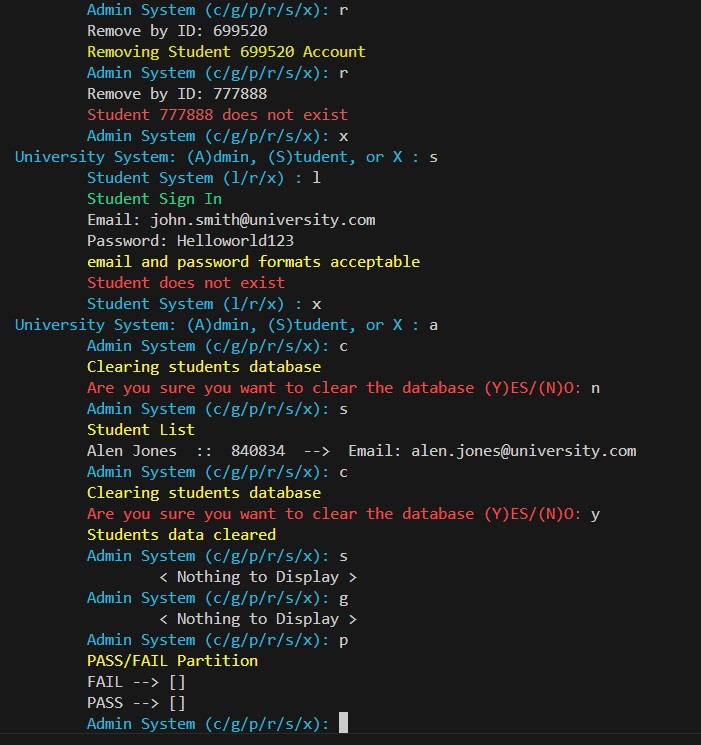 Admin System (c/g/p/r/s/x): r
Remove by ID: 699520
Removing Student 699520 Account
Admin System (c/g/p/r/s/x): r
Remove by ID: 777888
Student 777888 does not exist
Admin System (c/g/p/r/s/x): x
University System: (A)dmin, (S)tudent, or X : s
Student System (l/r/x) : l
Student Sign In
Email: john.smith@university.com
Password: Helloworld123
email and password formats acceptable
Student does not exist
Student System (l/r/x) : x
University System: (A)dmin, (S)tudent, or X : a
Admin System (c/g/p/r/s/x): c
Clearing students database
Are you sure you want to clear the database (Y)ES/(N)O: n
Admin System (c/g/p/r/s/x): s
Student List
Alen Jones  ::  840834  -->  Email: alen.jones@university.com
Admin System (c/g/p/r/s/x): c
Clearing students database
Are you sure you want to clear the database (Y)ES/(N)O: y
Students data cleared
Admin System (c/g/p/r/s/x): s
< Nothing to Display >
Admin System (c/g/p/r/s/x): g
< Nothing to Display >
Admin System (c/g/p/r/s/x): p
PASS/FAIL Partition
FAIL --> []
PASS --> []
Admin System (c/g/p/r/s/x):